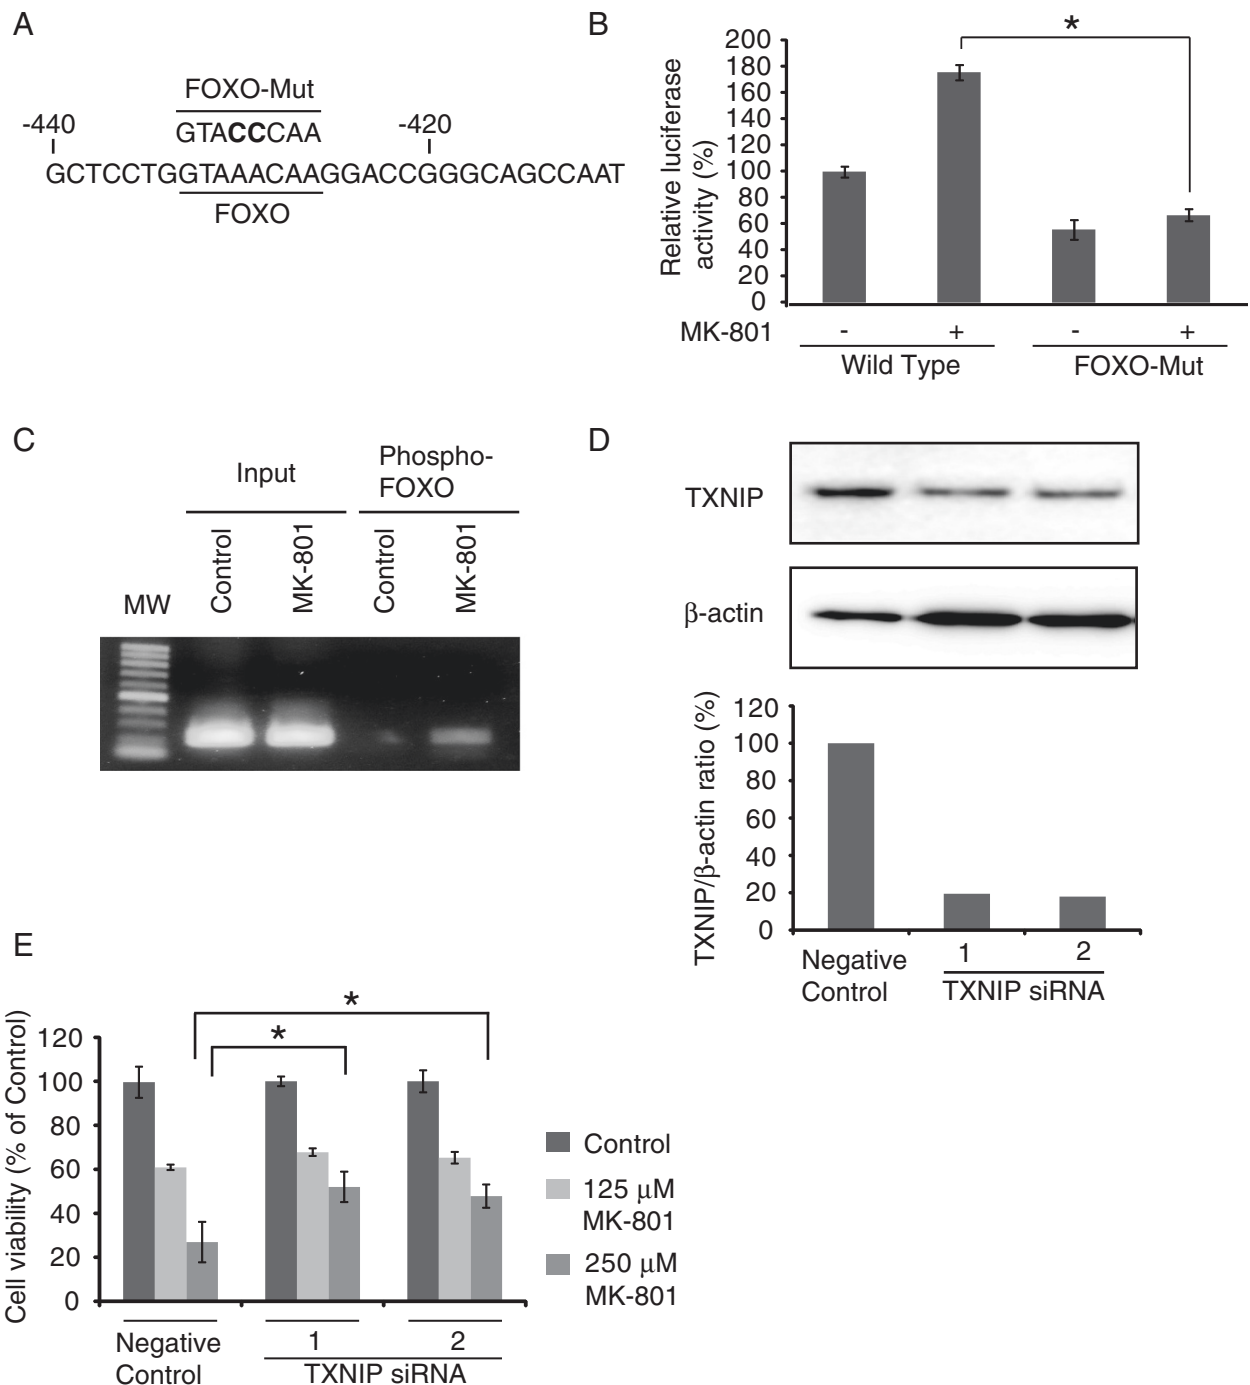 A
FOXO-Mut
-440
GTACCCAA
-420
GCTCCTGGTAAACAAGGACCGGGCAGCCAAT
FOXO
B
*
Relative luciferase
activity (%)
200
180
160
140
120
100
80
60
40
20
0
MK-801 - + - +
Wild Type FOXO-Mut
C
Input
Phospho-
FOXO
MW
Control
MK-801
Control
MK-801
D
TXNIP
β-actin
TXNIP/β-actin ratio (%)
120
100
80
60
40
20
0
Negative
Control
1 2
TXNIP siRNA
E
*
*
Cell viability (% of Control)
120
100
80
60
40
20
0
Negative
Control
1 2
TXNIP siRNA
Control
125 μM
MK-801
250 μM
MK-801